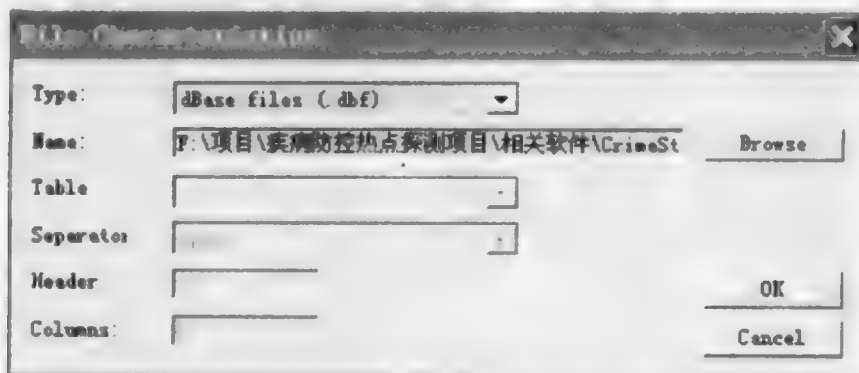 Type: dBase files (.dbf)
Name: F:\项目\疾病防控热点探测项目\相关软件\CrimeSt Browse
Table
Separator
Header OK
Columns: Cancel